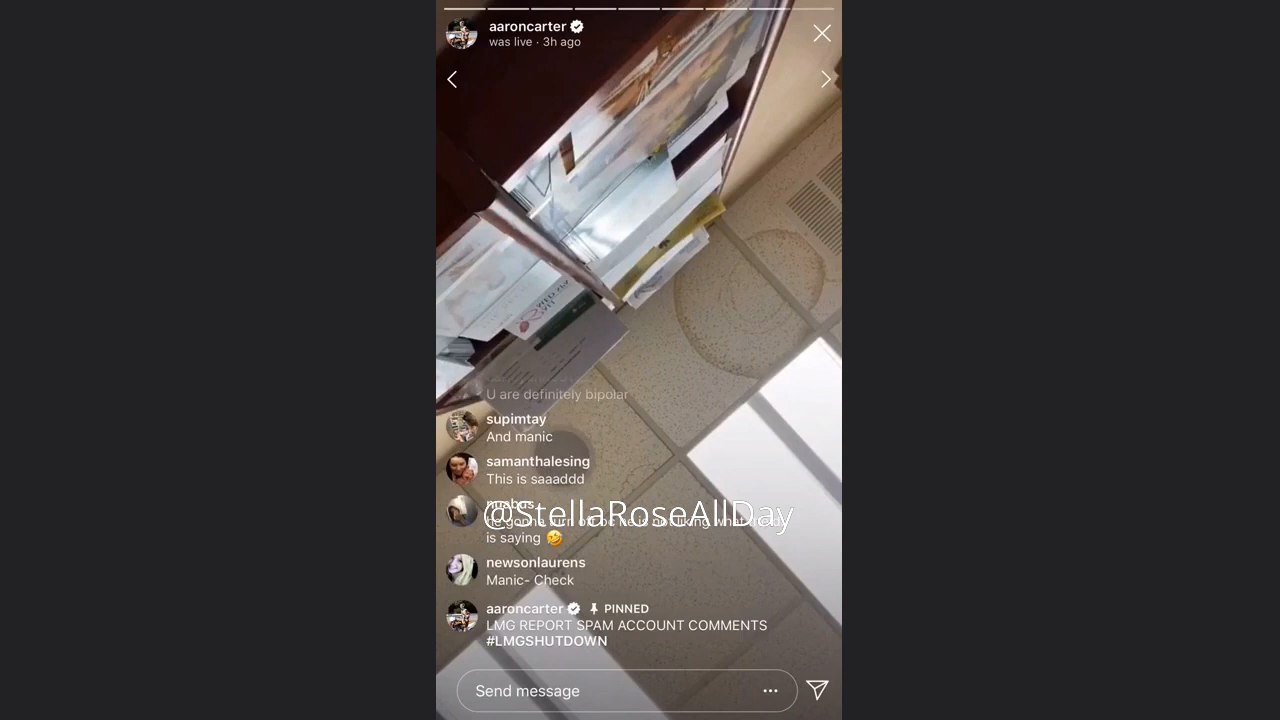 aaroncarter
was live · 3h ago
U are definitely bipolar
supimtay
And manic
samanthalesing
This is saaaddd
@StellaRoseAllDay
is saying 🤣
newsonlaurens
Manic- Check
aaroncarter PINNED
LMG REPORT SPAM ACCOUNT COMMENTS
#LMGSHUTDOWN
Send message